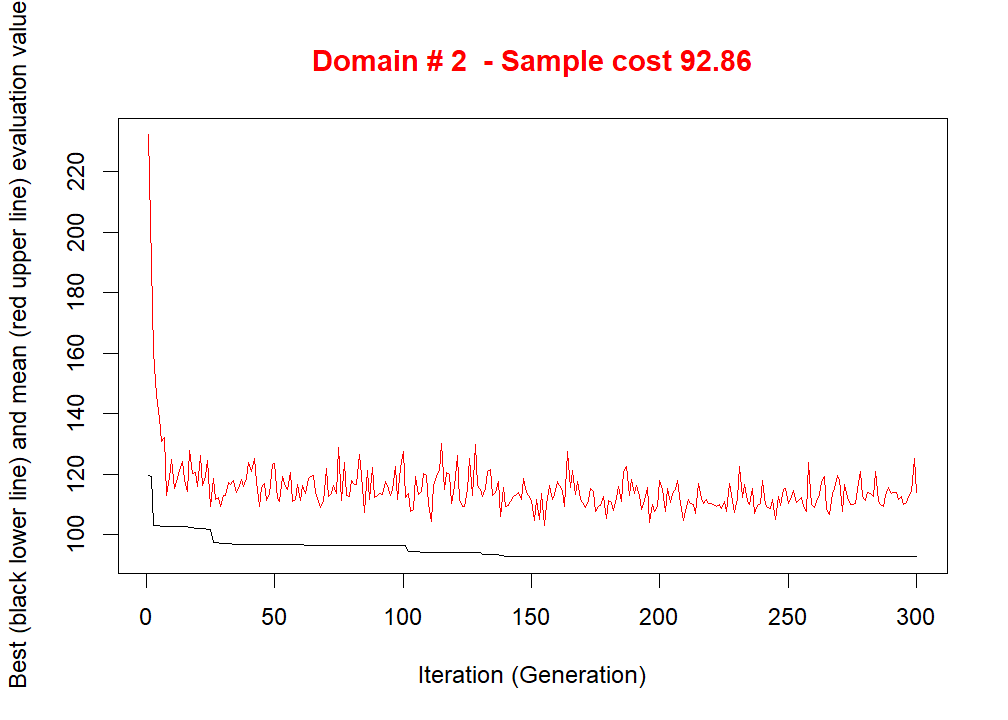 Domain # 2  - Sample cost 92.86
Best (black lower line) and mean (red upper line) evaluation value
220
200
180
160
140
120
100
0 50 100 150 200 250 300
Iteration (Generation)